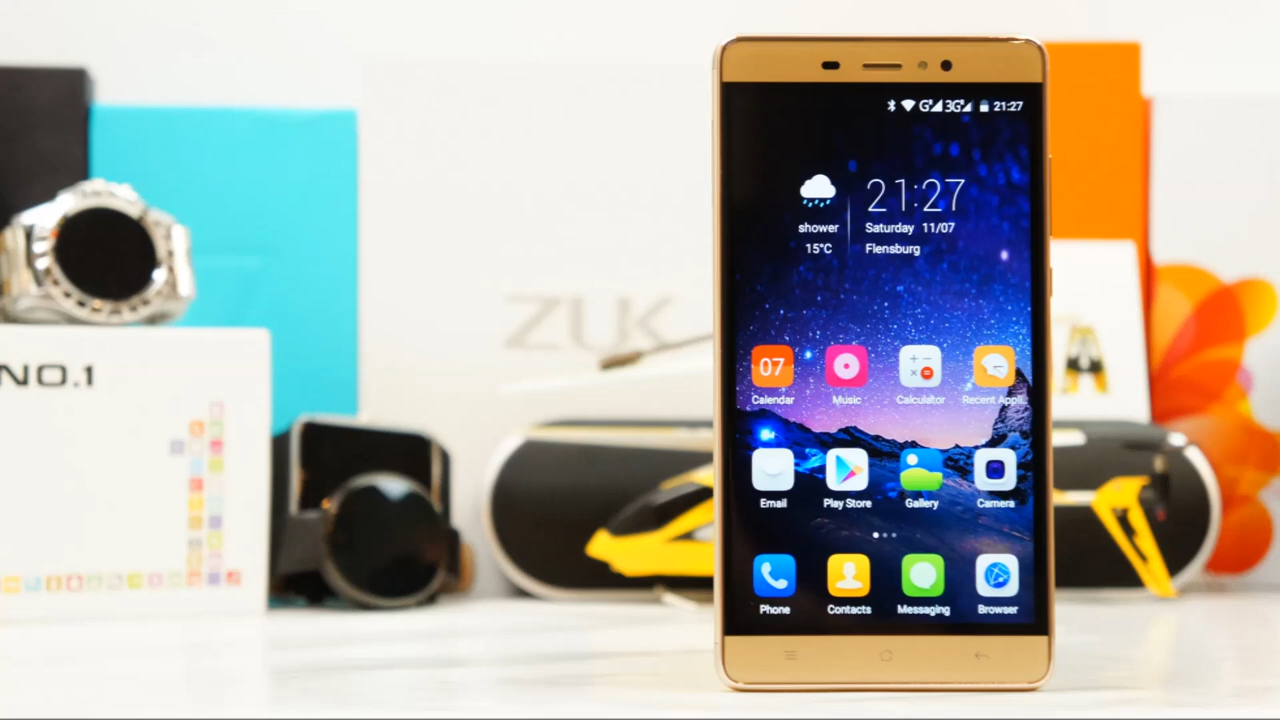 NO.1
ZUK
G 3G 21:27
21:27
shower
Saturday 11/07
15°C
Flensburg
07
Calendar
Music
Calculator
Recent Appli..
Email
Play Store
Gallery
Camera
Phone
Contacts
Messaging
Browser